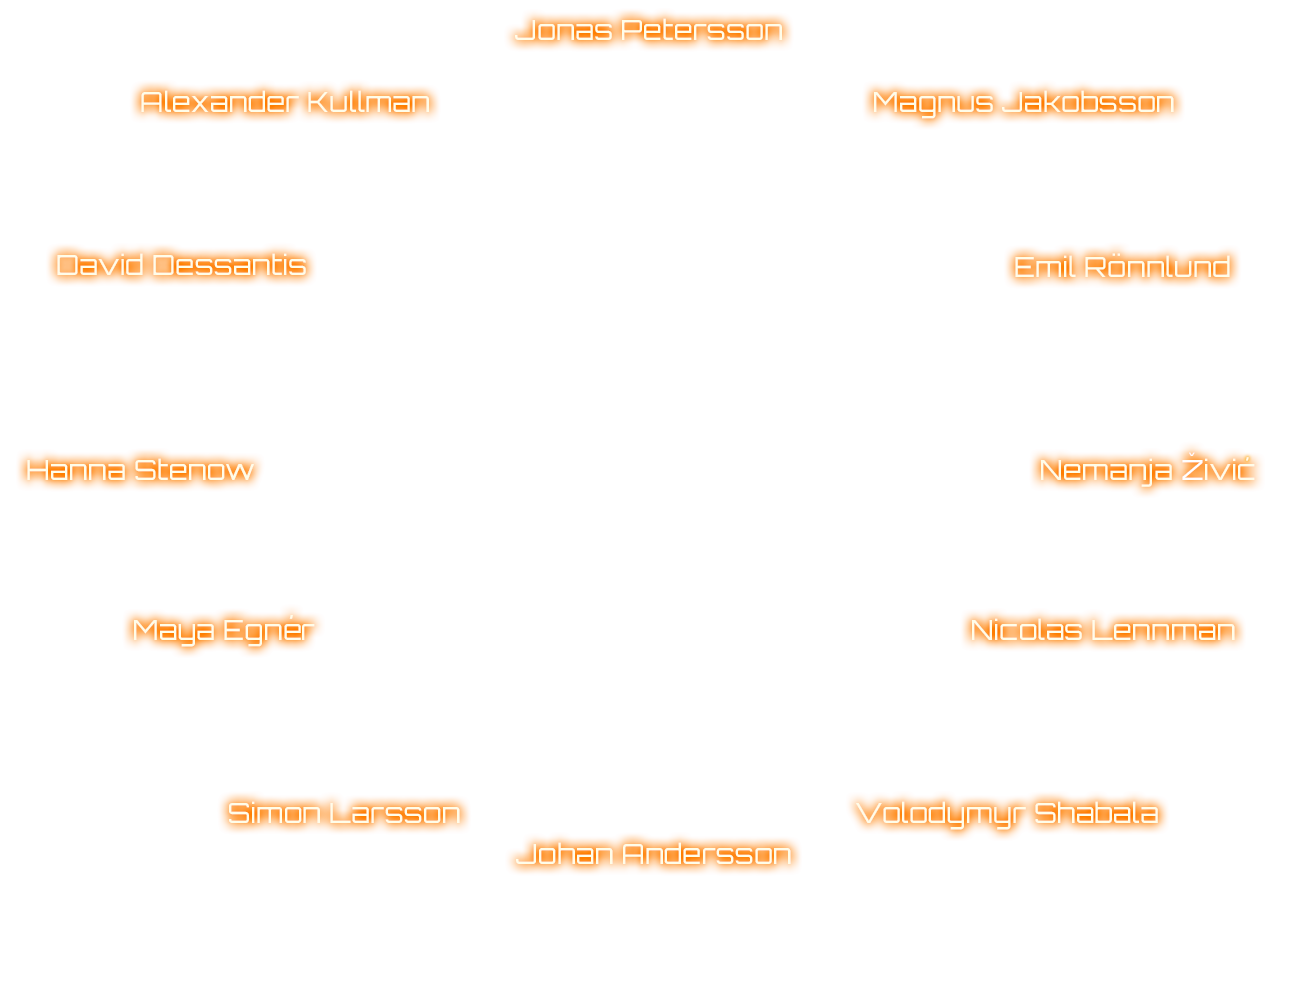 Jonas Petersson
Alexander Kullman
Magnus Jakobsson
David Dessantis
Emil Rönnlund
Hanna Stenow
Nemanja Živić
Maya Egnér
Nicolas Lennman
Simon Larsson
Volodymyr Shabala
Johan Andersson